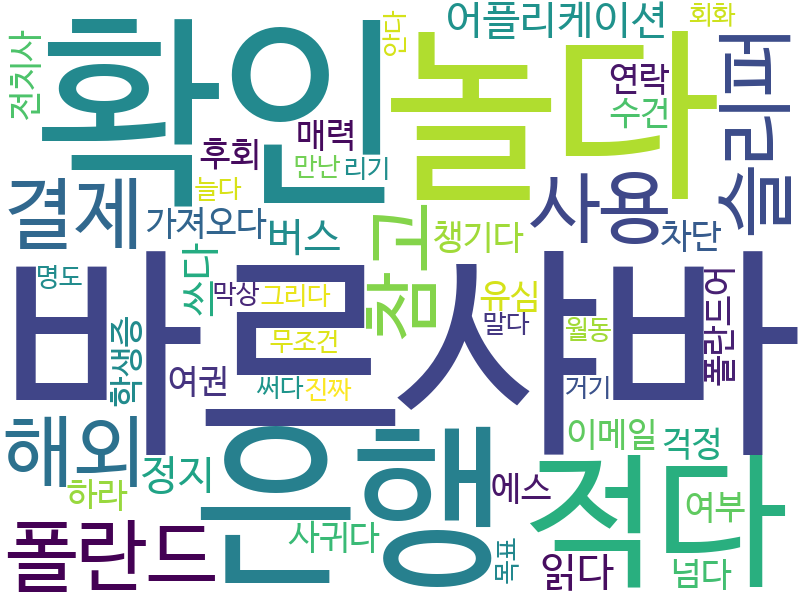 어플리케이션
회화
안다
전치사
확인
놀다
슬리퍼
연락
수건
매력
후회
만난
리기
늘다
결제
가져오다
버스
참고
챙기다
사용
차단
쓰다
명도
막상
그리다
유심
말다
월동
폴란드어
바르샤바
무조건
학생증
여권
써다
진짜
거기
해외
은행
이메일
걱정
정지
하라
에스
적다
여부
폴란드
사귀다
목표
읽다
넘다